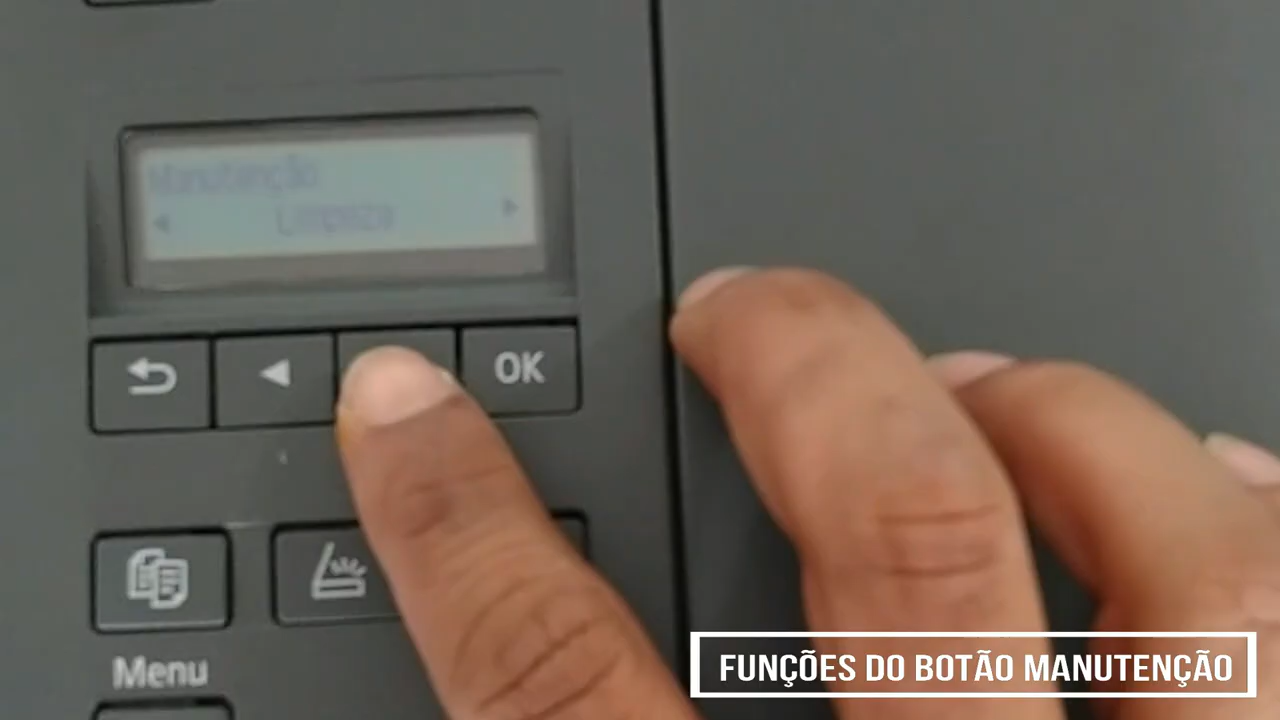 Manutenção
Limpeza
OK
Menu
FUNÇÕES DO BOTÃO MANUTENÇÃO